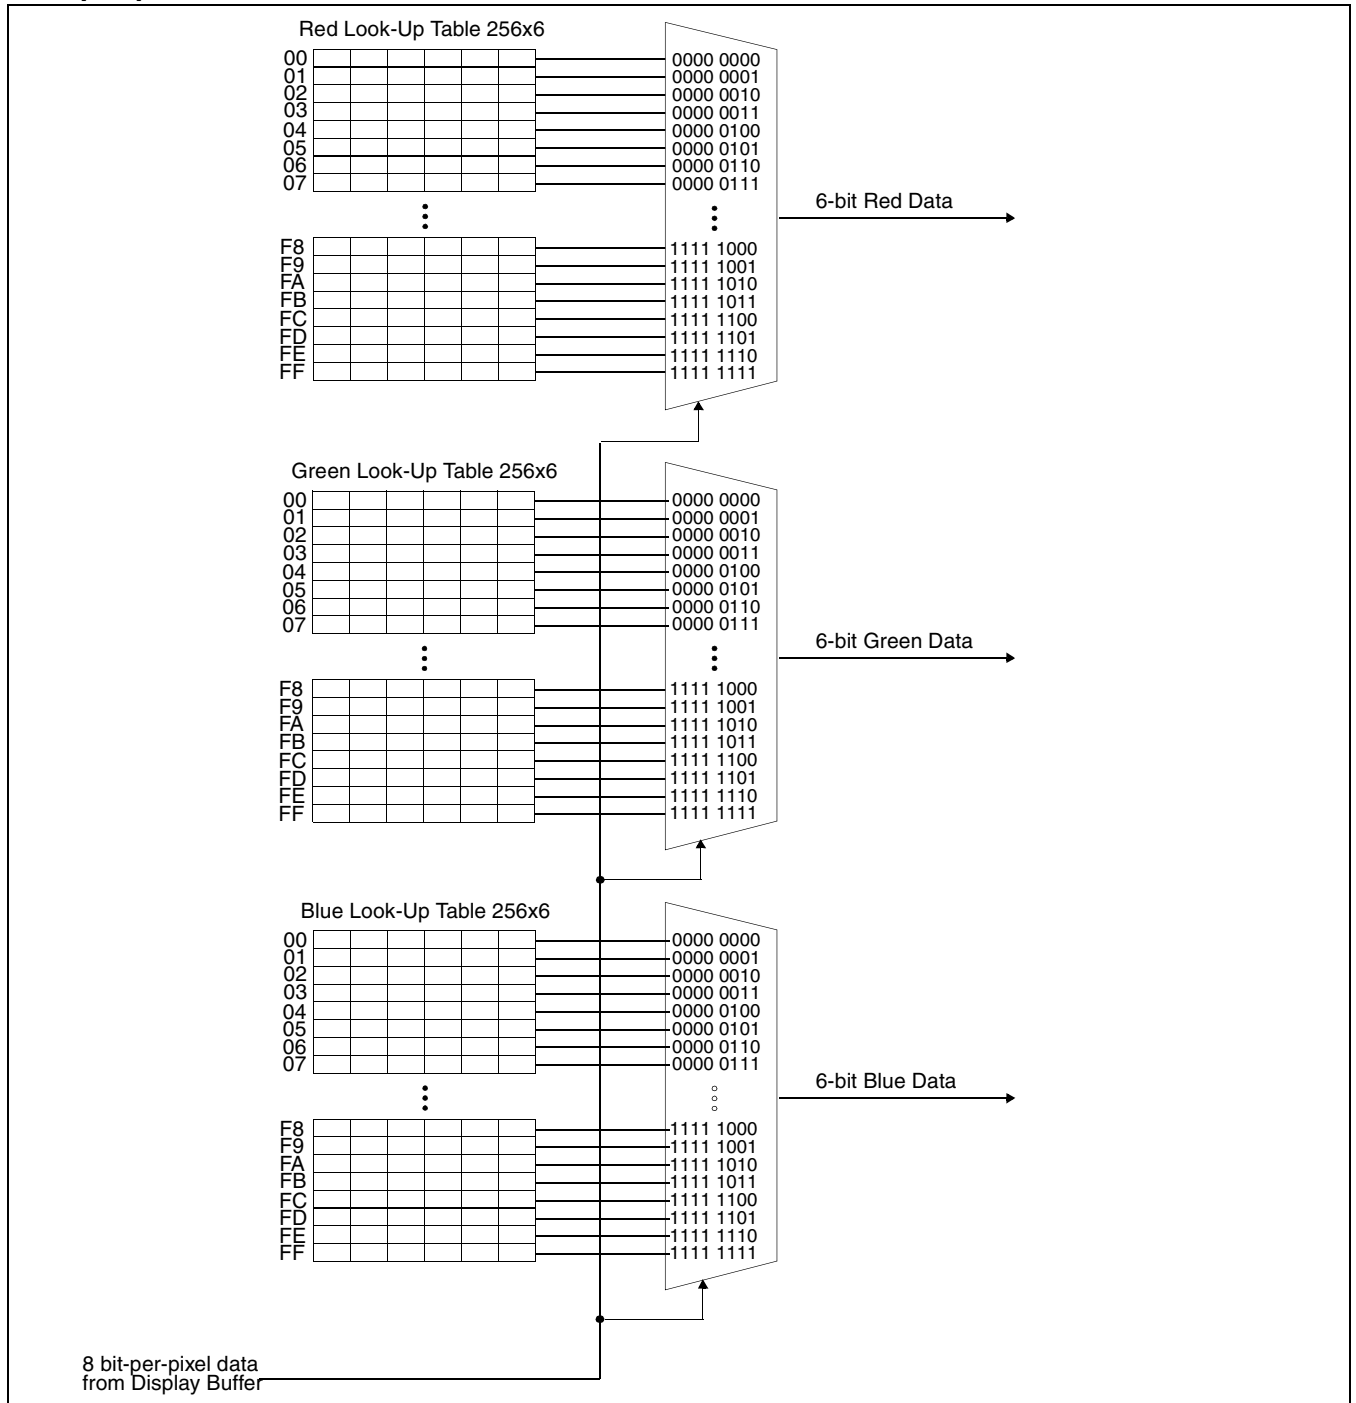 Red Look-Up Table 256x6
00 0000 0000
01 0000 0001
02 0000 0010
03 0000 0011
04 0000 0100
05 0000 0101
06 0000 0110
07 0000 0111
6-bit Red Data
F8 1111 1000
F9 1111 1001
FA 1111 1010
FB 1111 1011
FC 1111 1100
FD 1111 1101
FE 1111 1110
FF 1111 1111
Green Look-Up Table 256x6
00 0000 0000
01 0000 0001
02 0000 0010
03 0000 0011
04 0000 0100
05 0000 0101
06 0000 0110
07 0000 0111
6-bit Green Data
F8 1111 1000
F9 1111 1001
FA 1111 1010
FB 1111 1011
FC 1111 1100
FD 1111 1101
FE 1111 1110
FF 1111 1111
Blue Look-Up Table 256x6
00 0000 0000
01 0000 0001
02 0000 0010
03 0000 0011
04 0000 0100
05 0000 0101
06 0000 0110
07 0000 0111
6-bit Blue Data
F8 1111 1000
F9 1111 1001
FA 1111 1010
FB 1111 1011
FC 1111 1100
FD 1111 1101
FE 1111 1110
FF 1111 1111
8 bit-per-pixel data
from Display Buffer